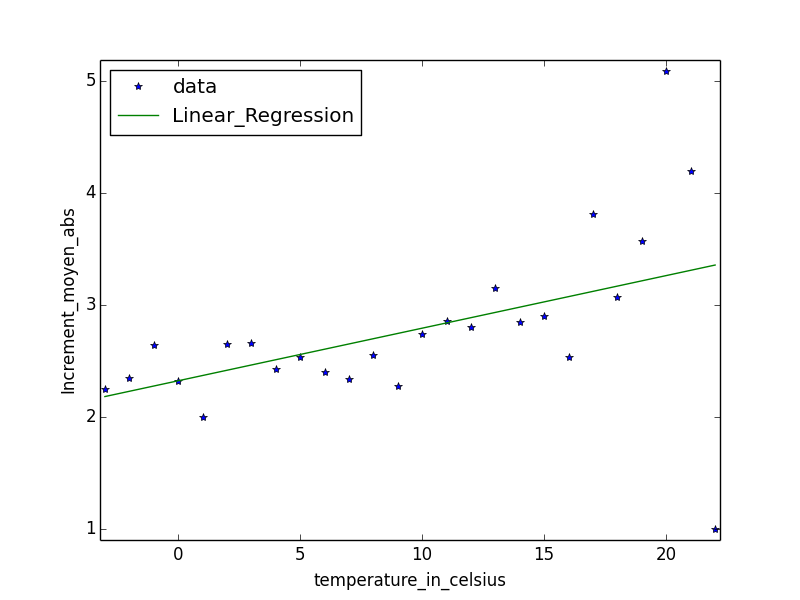 data
Linear_Regression
5
4
3
2
1
Increment_moyen_abs
0 5 10 15 20
temperature_in_celsius